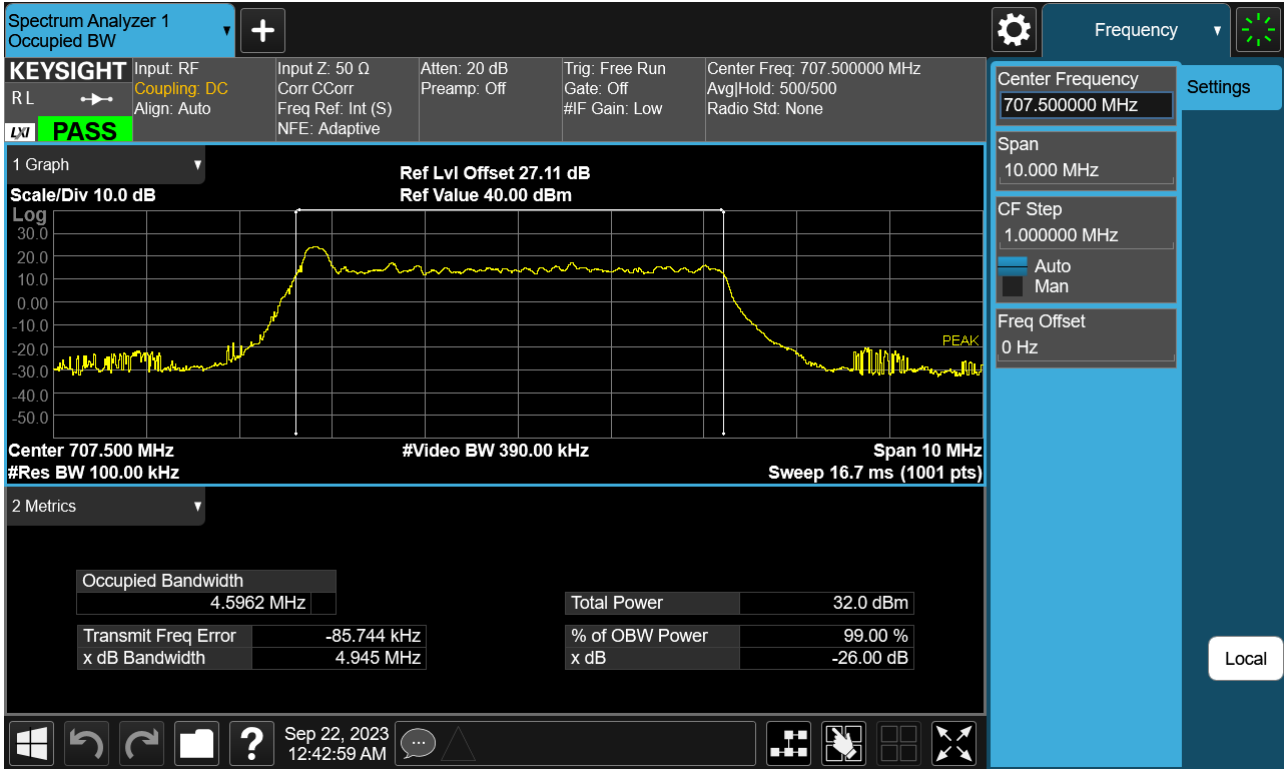 Spectrum Analyzer 1
Occupied BW
Frequency
KEYSIGHT
R L
LXI
PASS
Input: RF
Coupling: DC
Align: Auto
Input Z: 50 Ω
Corr CCorr
Freq Ref: Int (S)
NFE: Adaptive
Atten: 20 dB
Preamp: Off
Trig: Free Run
Gate: Off
#IF Gain: Low
Center Freq: 707.500000 MHz
Avg|Hold: 500/500
Radio Std: None
Center Frequency
707.500000 MHz
Settings
Span
10.000 MHz
CF Step
1.000000 MHz
Auto
Man
Freq Offset
0 Hz
Local
1 Graph
Ref Lvl Offset 27.11 dB
Scale/Div 10.0 dB
Ref Value 40.00 dBm
Log
30.0
20.0
10.0
0.00
-10.0
-20.0
-30.0
-40.0
-50.0
PEAK
Center 707.500 MHz
#Video BW 390.00 kHz
Span 10 MHz
#Res BW 100.00 kHz
Sweep 16.7 ms (1001 pts)
2 Metrics
Occupied Bandwidth
4.5962 MHz
Total Power 32.0 dBm
Transmit Freq Error -85.744 kHz
% of OBW Power 99.00 %
x dB Bandwidth 4.945 MHz
x dB -26.00 dB
?
Sep 22, 2023
12:42:59 AM